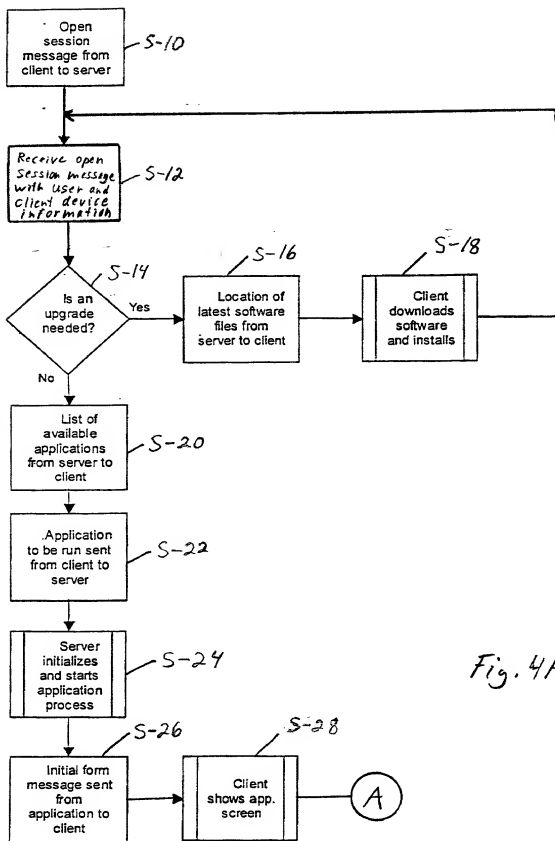 Open
session
message from
client to server
S-10
Receive open
session message
with user and
client device
information
S-12
S-14
Is an
upgrade
needed?
Yes
No
S-16
Location of
latest software
files from
server to client
S-18
Client
downloads
software
and installs
List of
available
applications
from server to
client
S-20
.Application
to be run sent
from client to
server
S-22
Server
initializes
and starts
application
process
S-24
Fig. 4A
S-26
Initial form
message sent
from
application to
client
S-28
Client
shows app.
screen
A